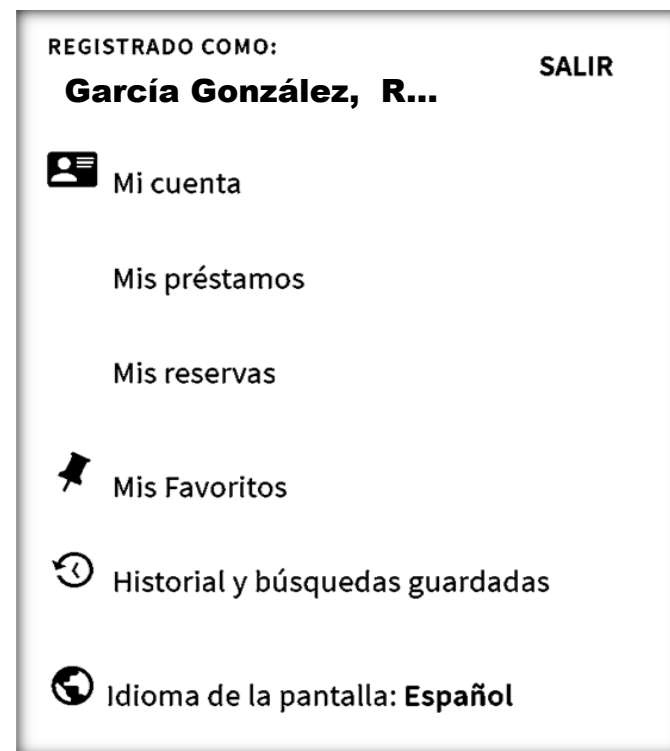 REGISTRADO COMO:
SALIR
García González, R...
Mi cuenta
Mis préstamos
Mis reservas
Mis Favoritos
Historial y búsquedas guardadas
Idioma de la pantalla: Español